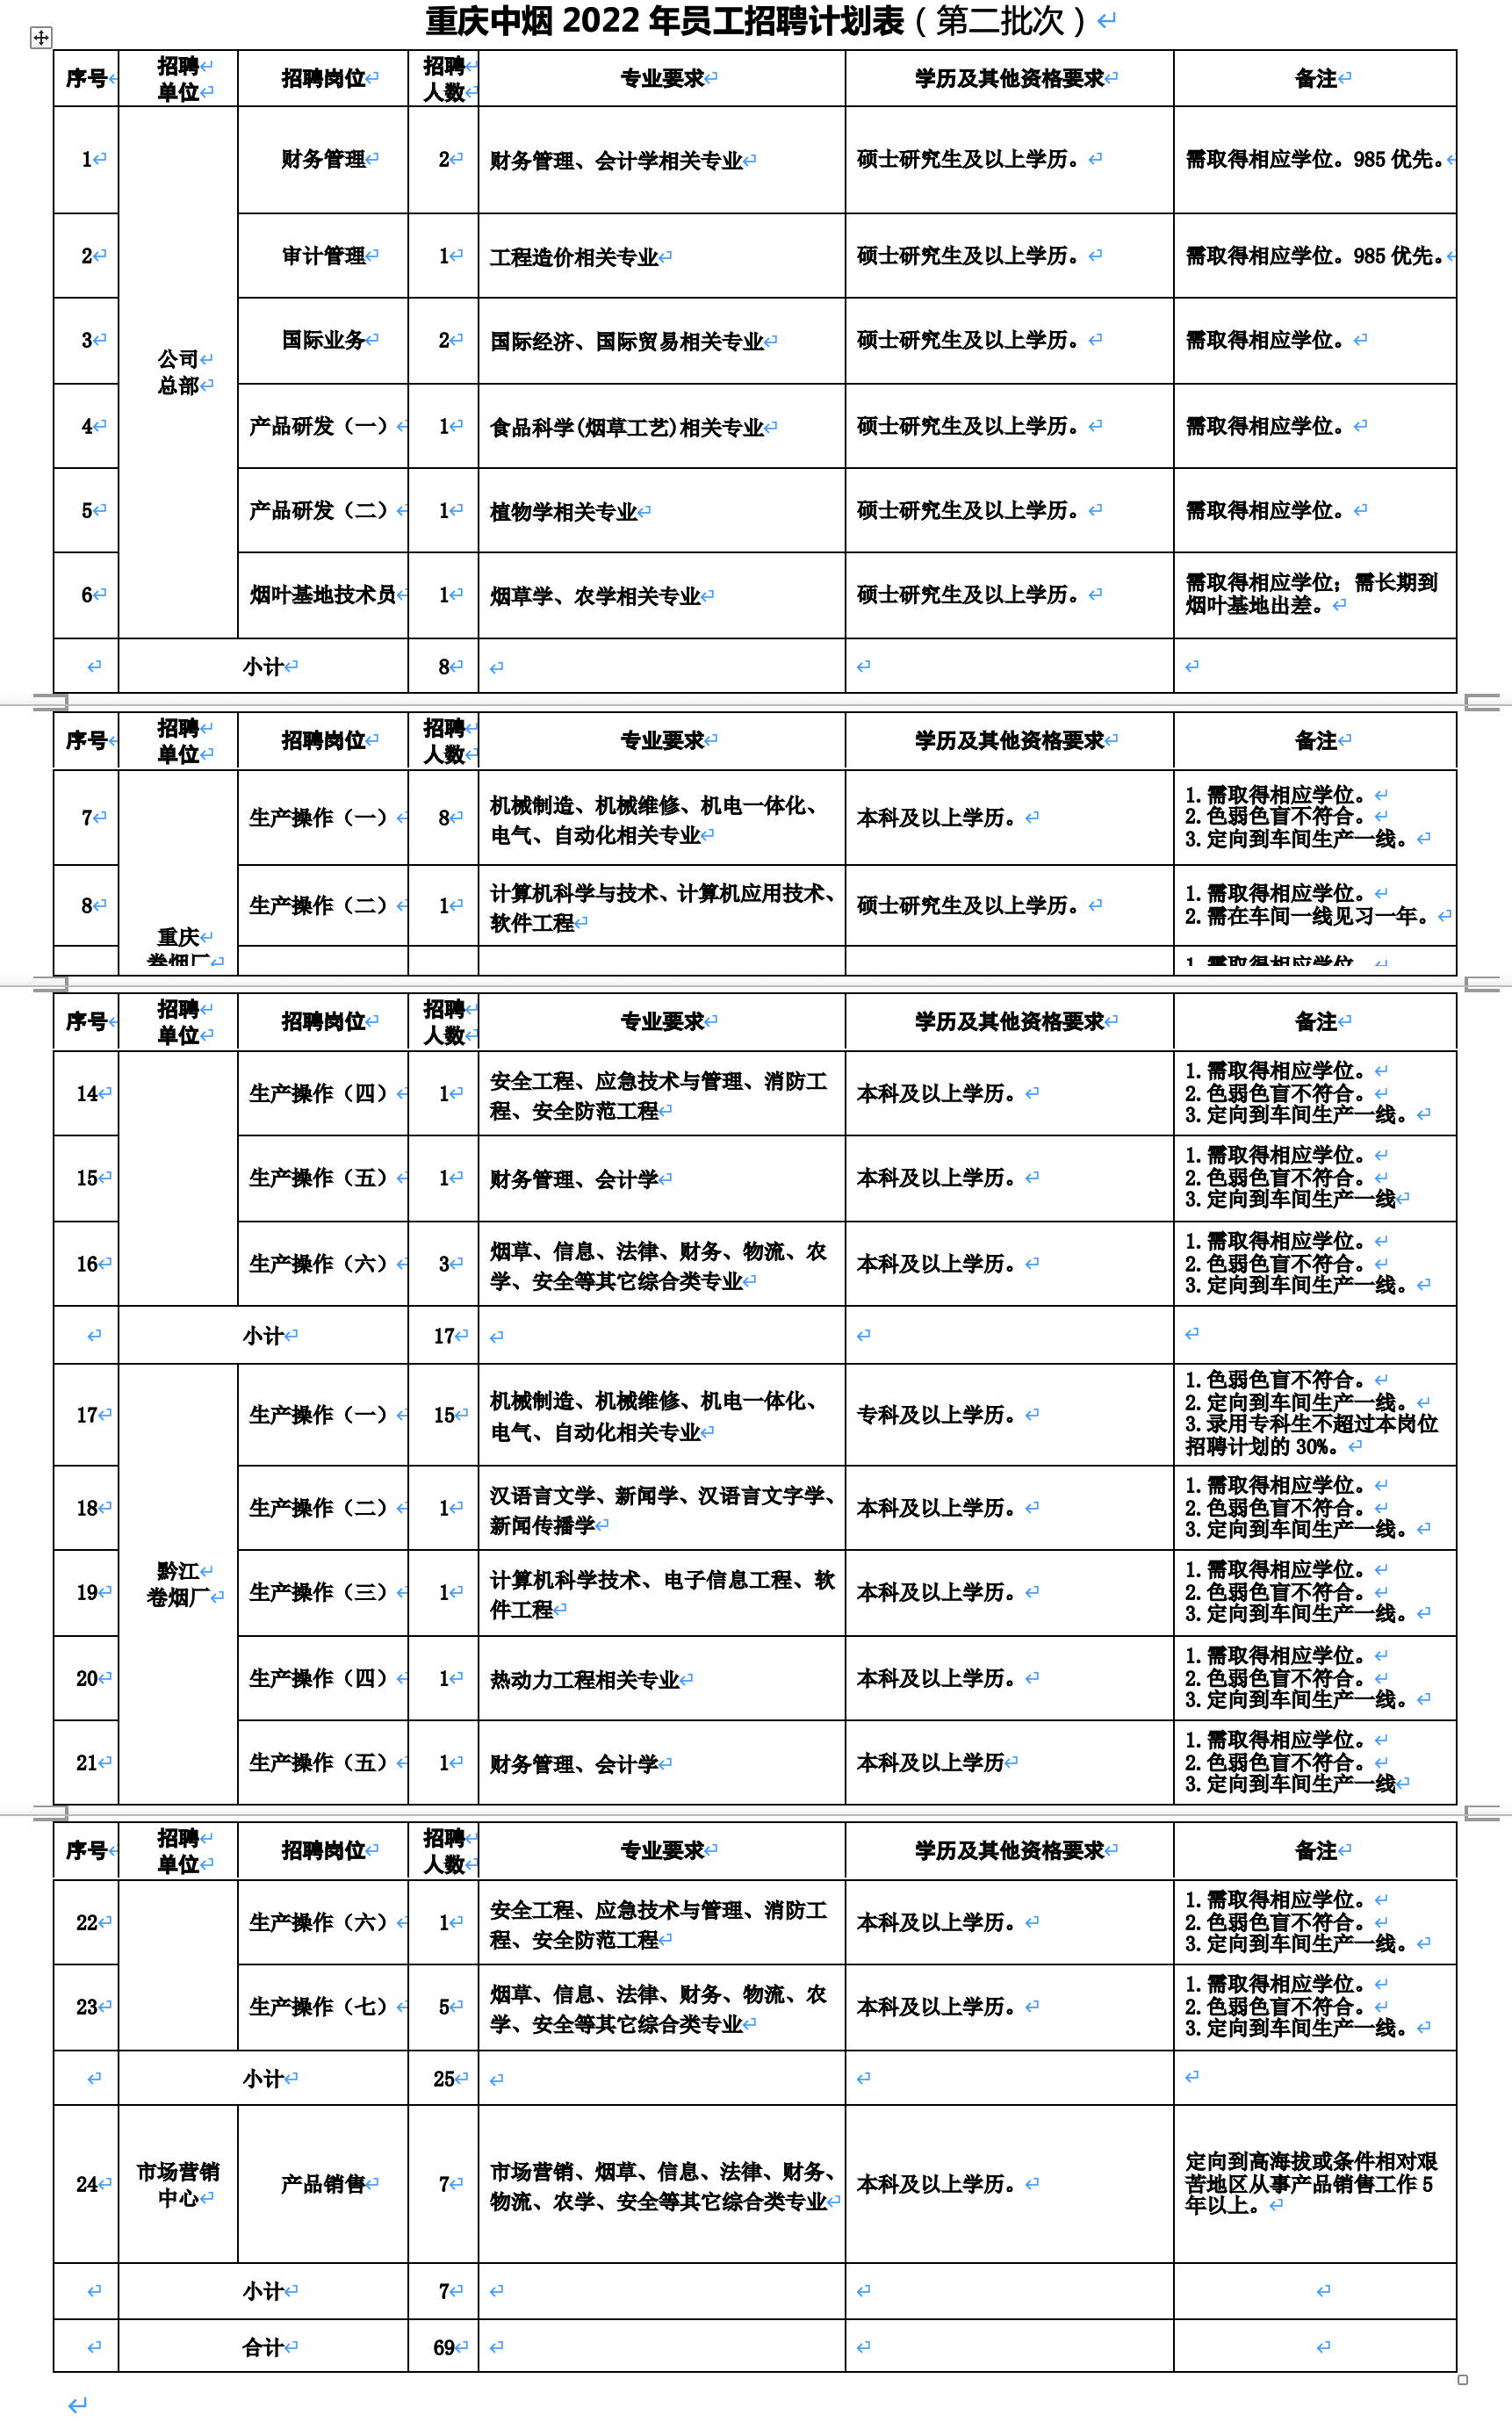 重庆中烟 2022 年员工招聘计划表（第二批次）
序号 招聘单位 招聘岗位 招聘人数 专业要求 学历及其他资格要求 备注
公司
总部
1 财务管理 2 财务管理、会计学相关专业 硕士研究生及以上学历。 需取得相应学位。985 优先。
2 审计管理 1 工程造价相关专业 硕士研究生及以上学历。 需取得相应学位。985 优先。
3 国际业务 2 国际经济、国际贸易相关专业 硕士研究生及以上学历。 需取得相应学位。
4 产品研发（一） 1 食品科学(烟草工艺)相关专业 硕士研究生及以上学历。 需取得相应学位。
5 产品研发（二） 1 植物学相关专业 硕士研究生及以上学历。 需取得相应学位。
6 烟叶基地技术员 1 烟草学、农学相关专业 硕士研究生及以上学历。 需取得相应学位；需长期到
烟叶基地出差。
小计 8
序号 招聘单位 招聘岗位 招聘人数 专业要求 学历及其他资格要求 备注
7 生产操作（一） 8 机械制造、机械维修、机电一体化、
电气、自动化相关专业 本科及以上学历。 1. 需取得相应学位。
2. 色弱色盲不符合。
3. 定向到车间生产一线。
8 生产操作（二） 1 计算机科学与技术、计算机应用技术、
软件工程 硕士研究生及以上学历。 1. 需取得相应学位。
2. 需在车间一线见习一年。
重庆
卷烟厂
1. 需取得相应学位。
序号 招聘单位 招聘岗位 招聘人数 专业要求 学历及其他资格要求 备注
14 生产操作（四） 1 安全工程、应急技术与管理、消防工
程、安全防范工程 本科及以上学历。 1. 需取得相应学位。
2. 色弱色盲不符合。
3. 定向到车间生产一线。
15 生产操作（五） 1 财务管理、会计学 本科及以上学历。 1. 需取得相应学位。
2. 色弱色盲不符合。
3. 定向到车间生产一线
16 生产操作（六） 3 烟草、信息、法律、财务、物流、农
学、安全等其它综合类专业 本科及以上学历。 1. 需取得相应学位。
2. 色弱色盲不符合。
3. 定向到车间生产一线。
小计 17
黔江
卷烟厂
17 生产操作（一） 15 机械制造、机械维修、机电一体化、
电气、自动化相关专业 专科及以上学历。 1. 色弱色盲不符合。
2. 定向到车间生产一线。
3. 录用专科生不超过本岗位
招聘计划的 30%。
18 生产操作（二） 1 汉语言文学、新闻学、汉语言文字学、
新闻传播学 本科及以上学历。 1. 需取得相应学位。
2. 色弱色盲不符合。
3. 定向到车间生产一线。
19 生产操作（三） 1 计算机科学技术、电子信息工程、软
件工程 本科及以上学历。 1. 需取得相应学位。
2. 色弱色盲不符合。
3. 定向到车间生产一线。
20 生产操作（四） 1 热动力工程相关专业 本科及以上学历。 1. 需取得相应学位。
2. 色弱色盲不符合。
3. 定向到车间生产一线。
21 生产操作（五） 1 财务管理、会计学 本科及以上学历 1. 需取得相应学位。
2. 色弱色盲不符合。
3. 定向到车间生产一线
序号 招聘单位 招聘岗位 招聘人数 专业要求 学历及其他资格要求 备注
22 生产操作（六） 1 安全工程、应急技术与管理、消防工
程、安全防范工程 本科及以上学历。 1. 需取得相应学位。
2. 色弱色盲不符合。
3. 定向到车间生产一线。
23 生产操作（七） 5 烟草、信息、法律、财务、物流、农
学、安全等其它综合类专业 本科及以上学历。 1. 需取得相应学位。
2. 色弱色盲不符合。
3. 定向到车间生产一线。
小计 25
24 市场营销
中心 产品销售 7 市场营销、烟草、信息、法律、财务、
物流、农学、安全等其它综合类专业 本科及以上学历。 定向到高海拔或条件相对艰
苦地区从事产品销售工作 5
年以上。
小计 7
合计 69